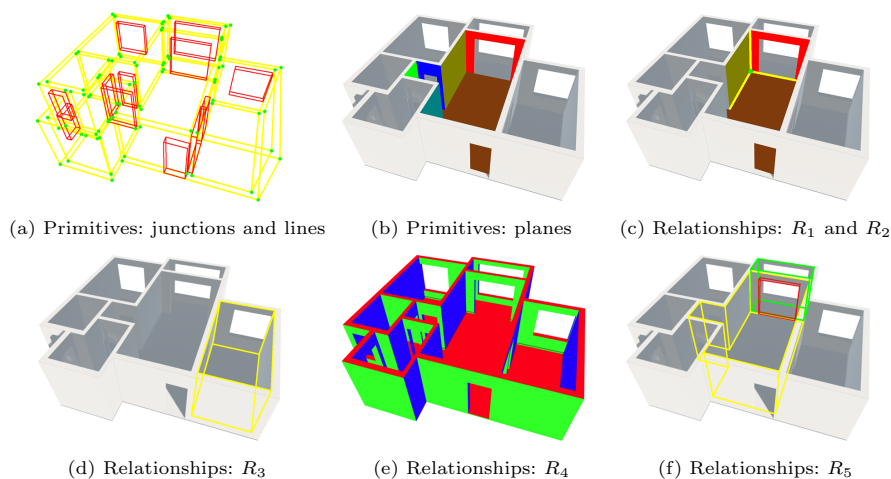 (a) Primitives: junctions and lines
(b) Primitives: planes
(c) Relationships: R₁ and R₂
(d) Relationships: R₃
(e) Relationships: R₄
(f) Relationships: R₅